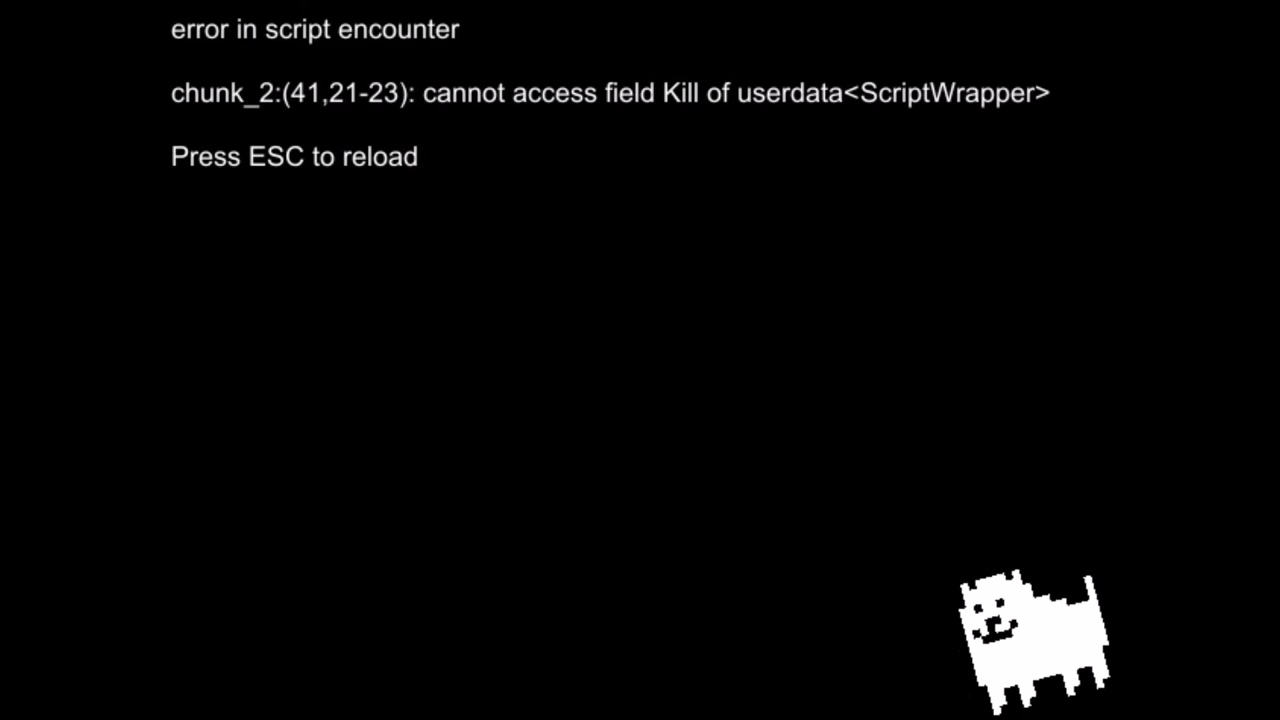 error in script encounter
chunk_2:(41,21-23): cannot access field Kill of userdata<ScriptWrapper>
Press ESC to reload